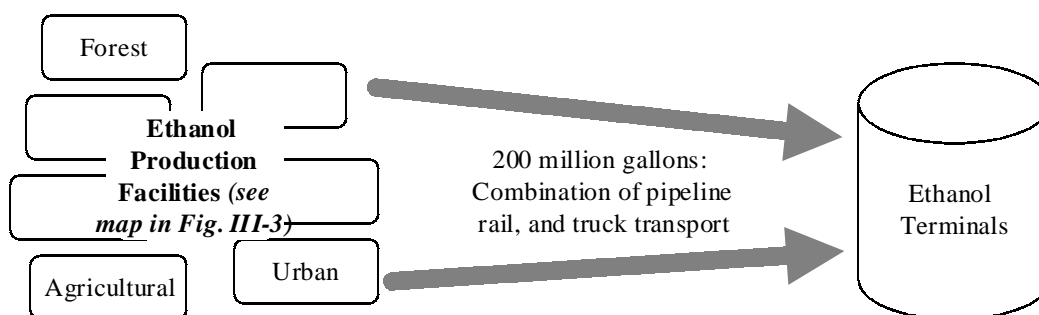 Forest
Ethanol
Production
Facilities (see
map in Fig. III-3)
Agricultural
Urban
200 million gallons:
Combination of pipeline
rail, and truck transport
Ethanol
Terminals